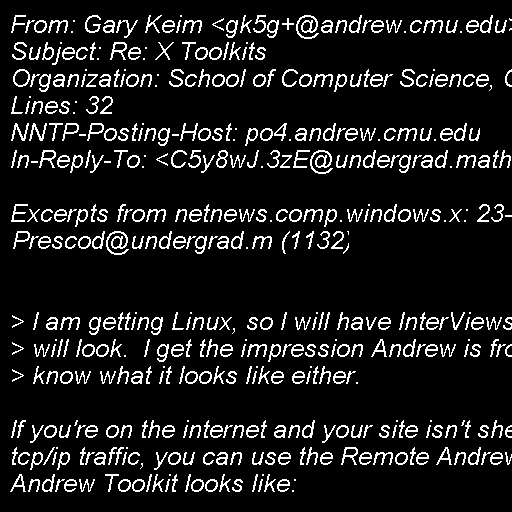 From: Gary Keim <gk5g+@andrew.cmu.edu>
Subject: Re: X Toolkits
Organization: School of Computer Science, C
Lines: 32
NNTP-Posting-Host: po4.andrew.cmu.edu
In-Reply-To: <C5y8wJ.3zE@undergrad.math
Excerpts from netnews.comp.windows.x: 23-
Prescod@undergrad.m (1132)
> I am getting Linux, so I will have InterViews
> will look.  I get the impression Andrew is fro
> know what it looks like either.
If you're on the internet and your site isn't she
tcp/ip traffic, you can use the Remote Andrew
Andrew Toolkit looks like: